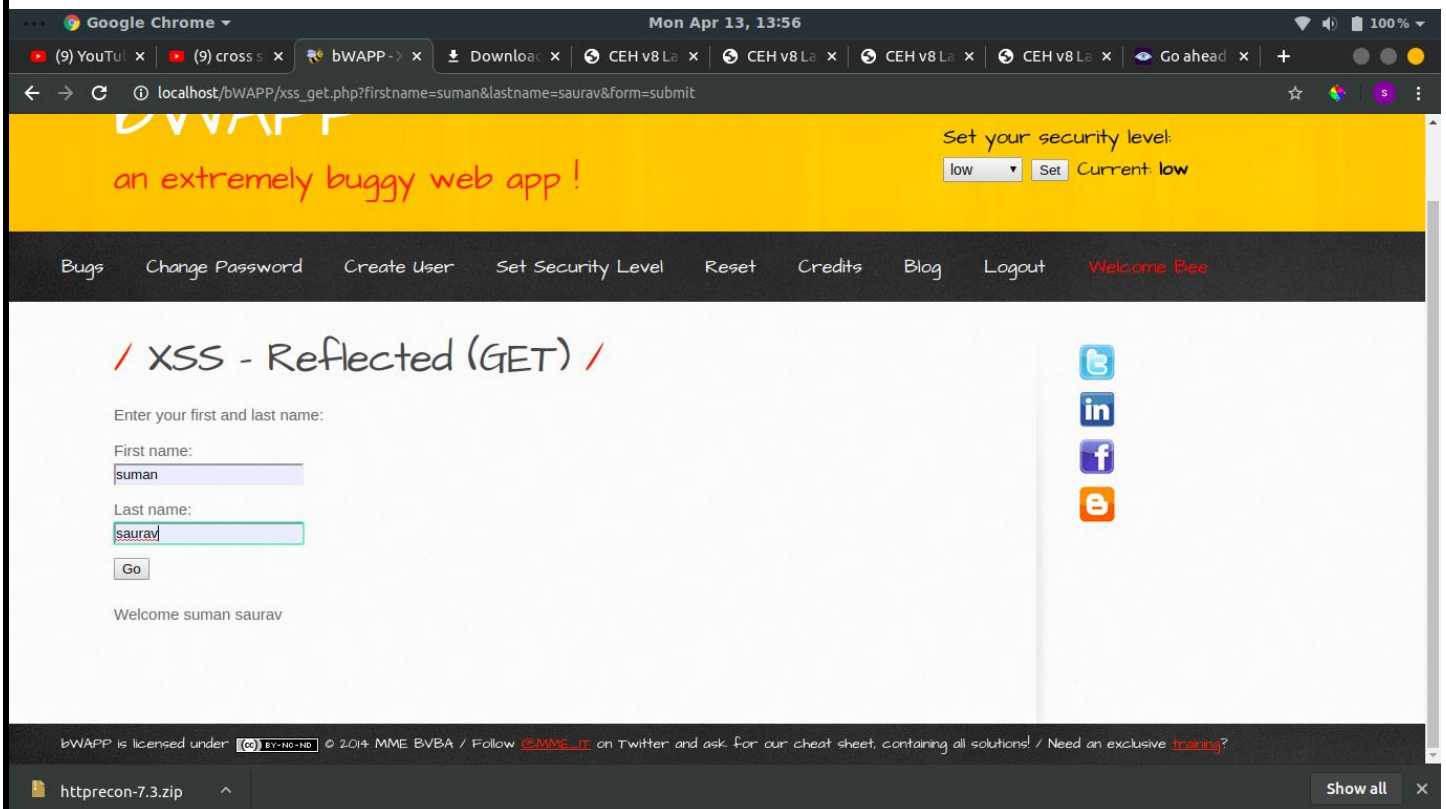 Google Chrome
Mon Apr 13, 13:56
100 %
(9) YouTul
(9) cross s
bWAPP - X
Downloac
CEH v8 La
CEH v8 La
CEH v8 La
CEH v8 La
Go ahead
localhost/bWAPP/xss_get.php?firstname=suman&lastname=saurav&form=submit
S
bWAPP
an extremely buggy web app !
Set your security level:
low Set Current: low
Bugs Change Password Create User Set Security Level Reset Credits Blog Logout Welcome Bee
/ XSS - Reflected (GET) /
Enter your first and last name:
First name:
suman
Last name:
saurav
Go
Welcome suman saurav
bWAPP is licensed under (cc) BY-NC-ND © 2014 MME BVBA / Follow @MME_IT on Twitter and ask for our cheat sheet, containing all solutions! / Need an exclusive training?
httprecon-7.3.zip
Show all